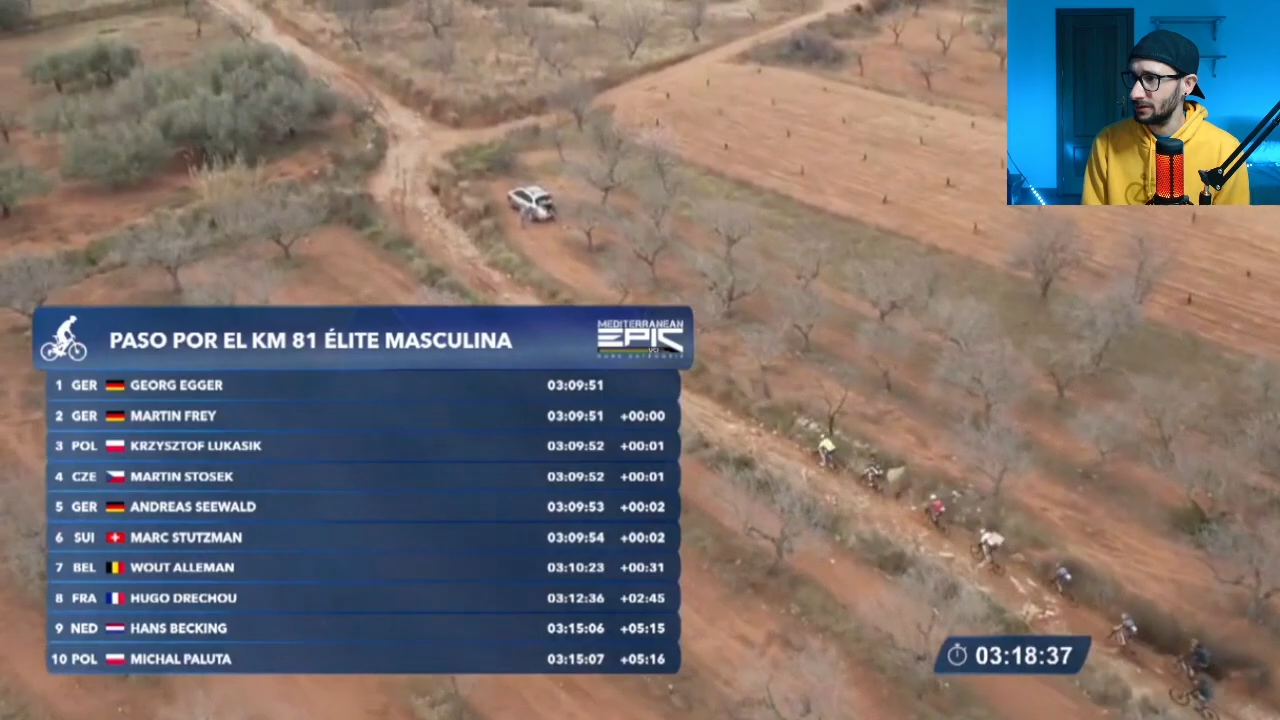 PASO POR EL KM 81 ÉLITE MASCULINA
MEDITERRANEAN
EPIC
1 GER GEORG EGGER 03:09:51
2 GER MARTIN FREY 03:09:51 +00:00
3 POL KRZYSZTOF LUKASIK 03:09:52 +00:01
4 CZE MARTIN STOSEK 03:09:52 +00:01
5 GER ANDREAS SEEWALD 03:09:53 +00:02
6 SUI MARC STUTZMAN 03:09:54 +00:02
7 BEL WOUT ALLEMAN 03:10:23 +00:31
8 FRA HUGO DRECHOU 03:12:36 +02:45
9 NED HANS BECKING 03:15:06 +05:15
10 POL MICHAL PALUTA 03:15:07 +05:16
03:18:37